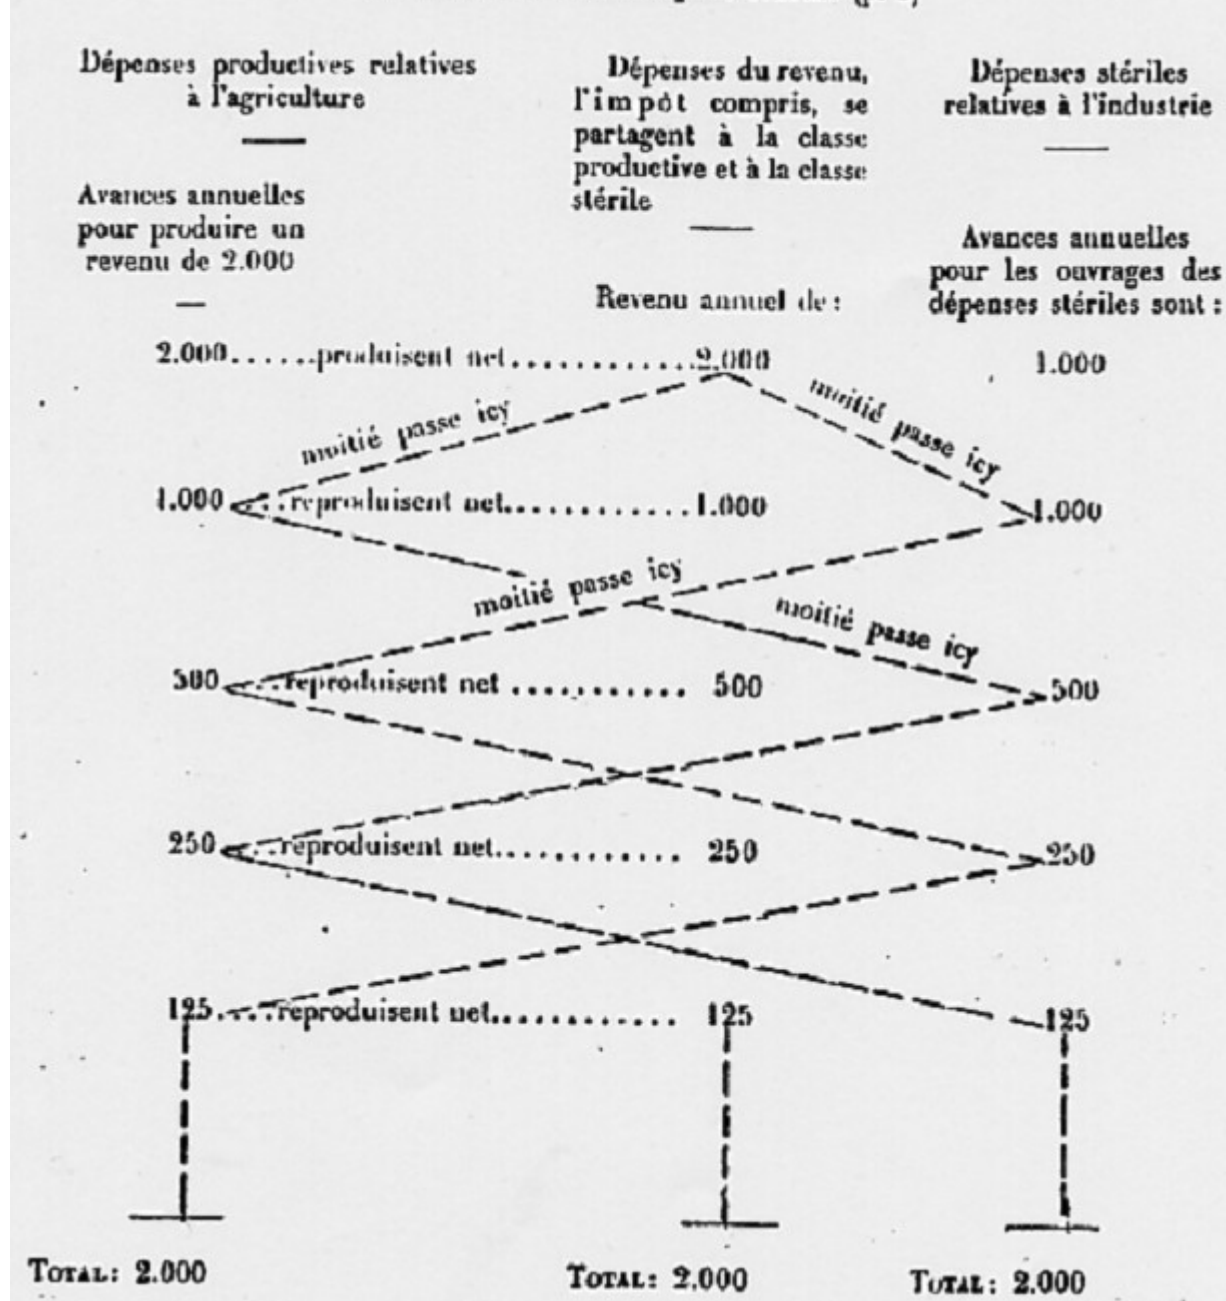 Dépenses productives relatives
à l'agriculture
Avances annuelles
pour produire un
revenu de 2.000
Dépenses du revenu,
l'impôt compris, se
partagent à la classe
productive et à la classe
stérile
Revenu annuel de :
Dépenses stériles
relatives à l'industrie
Avances annuelles
pour les ouvrages des
dépenses stériles sont :
2.000......produisent net............2.000 1.000
moitié passe icy moitié passe icy
1.000 ....reproduisent net............1.000 1.000
moitié passe icy moitié passe icy
500 ....reproduisent net ........... 500 500
250 ....reproduisent net............ 250 250
125.....reproduisent net............ 125 125
TOTAL: 2.000 TOTAL: 2.000 TOTAL: 2.000